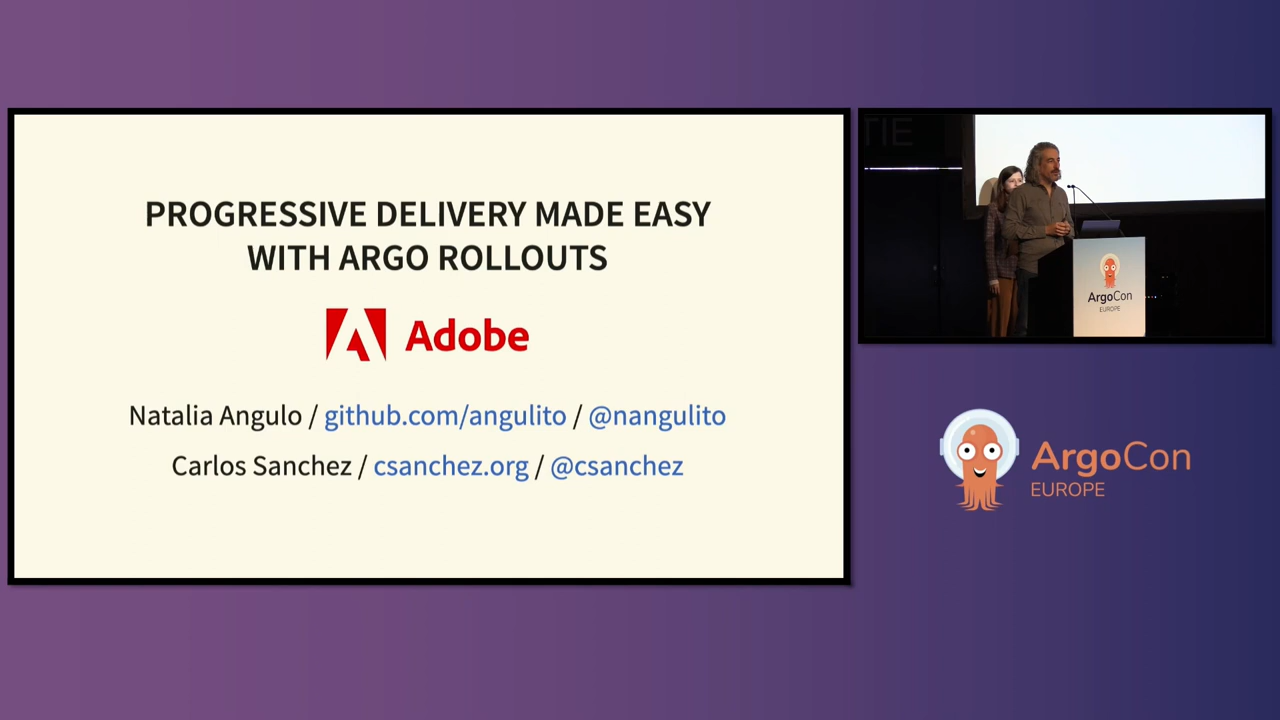 PROGRESSIVE DELIVERY MADE EASY
WITH ARGO ROLLOUTS
Adobe
Natalia Angulo / github.com/angulito / @nangulito
Carlos Sanchez / csanchez.org / @csanchez
TIE
ArgoCon
EUROPE
ArgoCon
EUROPE